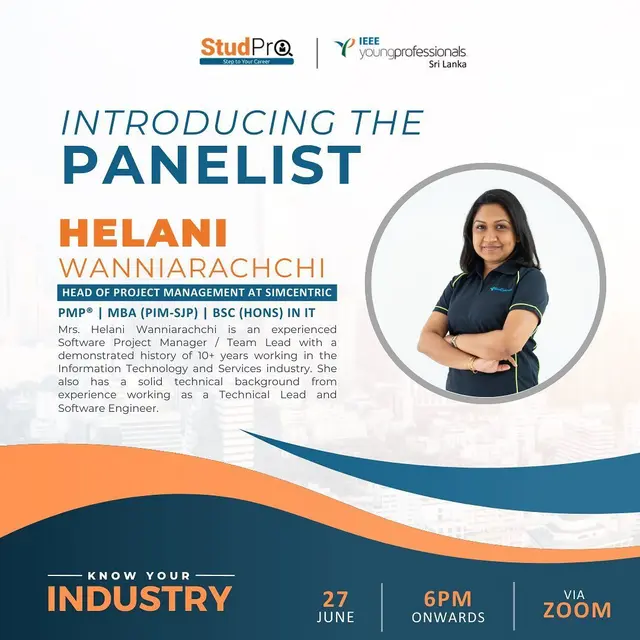 StudPro
Step to Your Career
IEEE
youngprofessionals
Sri Lanka
INTRODUCING THE
PANELIST
HELANI
WANNIARACHCHI
HEAD OF PROJECT MANAGEMENT AT SIMCENTRIC
PMP® | MBA (PIM-SJP) | BSC (HONS) IN IT
Mrs. Helani Wanniarachchi is an experienced
Software Project Manager / Team Lead with a
demonstrated history of 10+ years working in the
Information Technology and Services industry. She
also has a solid technical background from
experience working as a Technical Lead and
Software Engineer.
KNOW YOUR
INDUSTRY
27
JUNE
6PM
ONWARDS
VIA
ZOOM